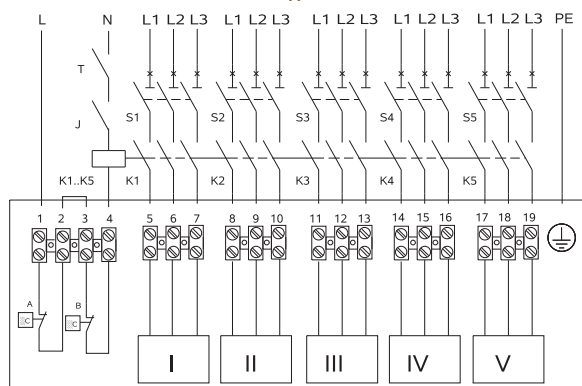 L N L1 L2 L3 L1 L2 L3 L1 L2 L3 L1 L2 L3 L1 L2 L3 PE
T
S1 S2 S3 S4 S5
J
K1..K5 K1 K2 K3 K4 K5
1 2 3 4 5 6 7 8 9 10 11 12 13 14 15 16 17 18 19
A B
I II III IV V